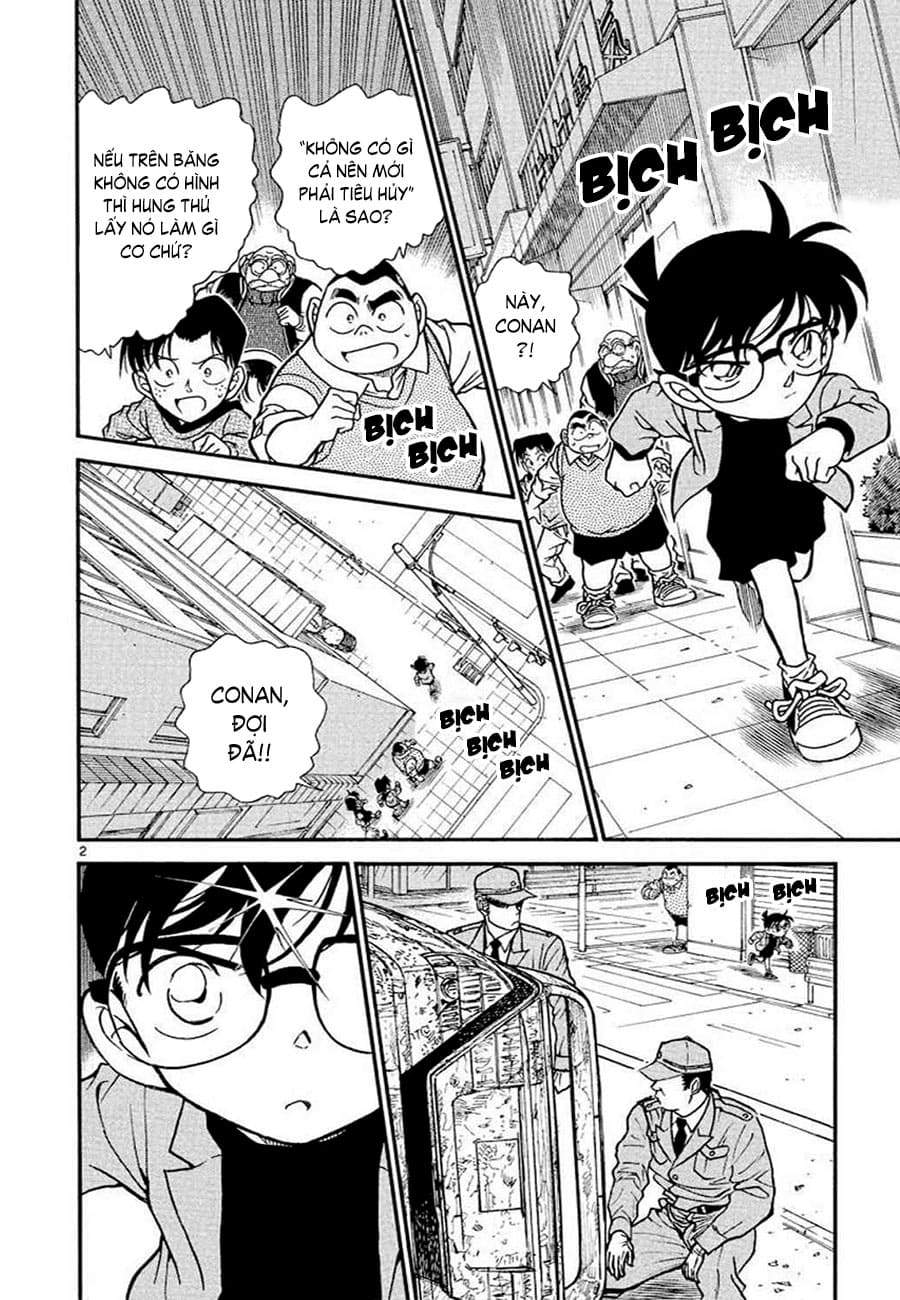 BỊCH BỊCH
NÀY,
CONAN
?!
“KHÔNG CÓ GÌ
CẢ NÊN MỚI
PHẢI TIÊU HỦY”
LÀ SAO?
NẾU TRÊN BĂNG
KHÔNG CÓ HÌNH
THÌ HUNG THỦ
LẤY NÓ LÀM GÌ
CƠ CHỨ?
BỊCH
BỊCH
CONAN,
ĐỢI
ĐÃ!!
BỊCH
BỊCH
BỊCH
2
BỊCH BỊCH